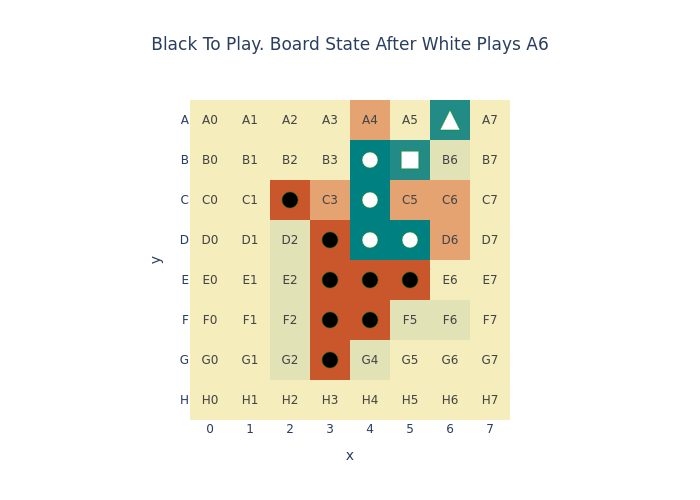 Black To Play. Board State After White Plays A6
A A0 A1 A2 A3 A4 A5 A7
B B0 B1 B2 B3 B6 B7
C C0 C1 C3 C5 C6 C7
D D0 D1 D2 D6 D7
y
E E0 E1 E2 E6 E7
F F0 F1 F2 F5 F6 F7
G G0 G1 G2 G4 G5 G6 G7
H H0 H1 H2 H3 H4 H5 H6 H7
0 1 2 3 4 5 6 7
x